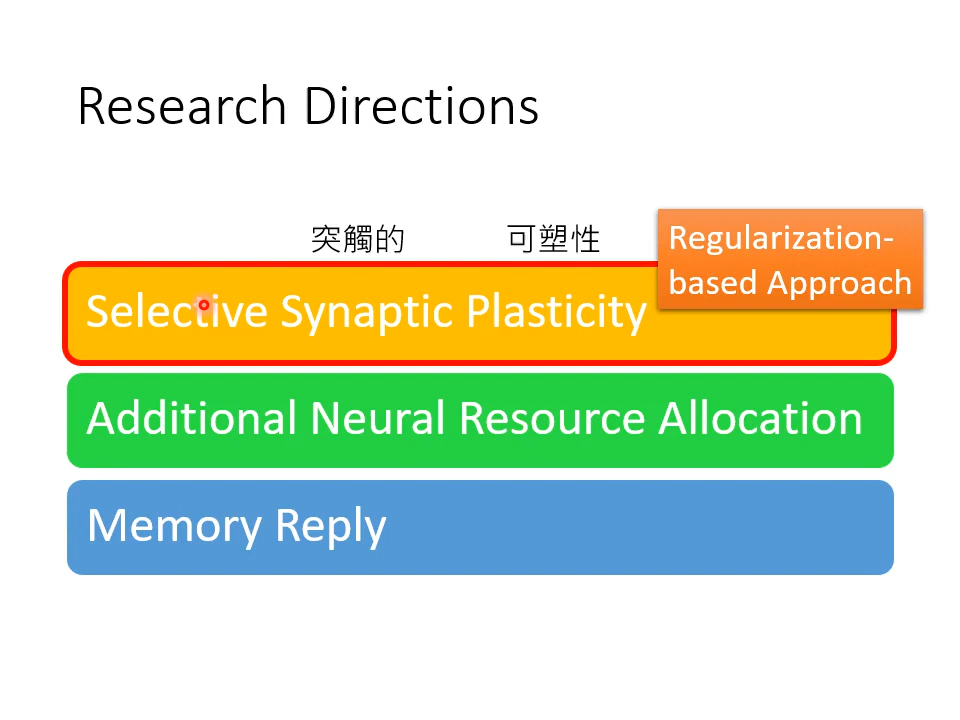 Research Directions
突觸的 可塑性
Regularization-
based Approach
Selective Synaptic Plasticity
Additional Neural Resource Allocation
Memory Reply